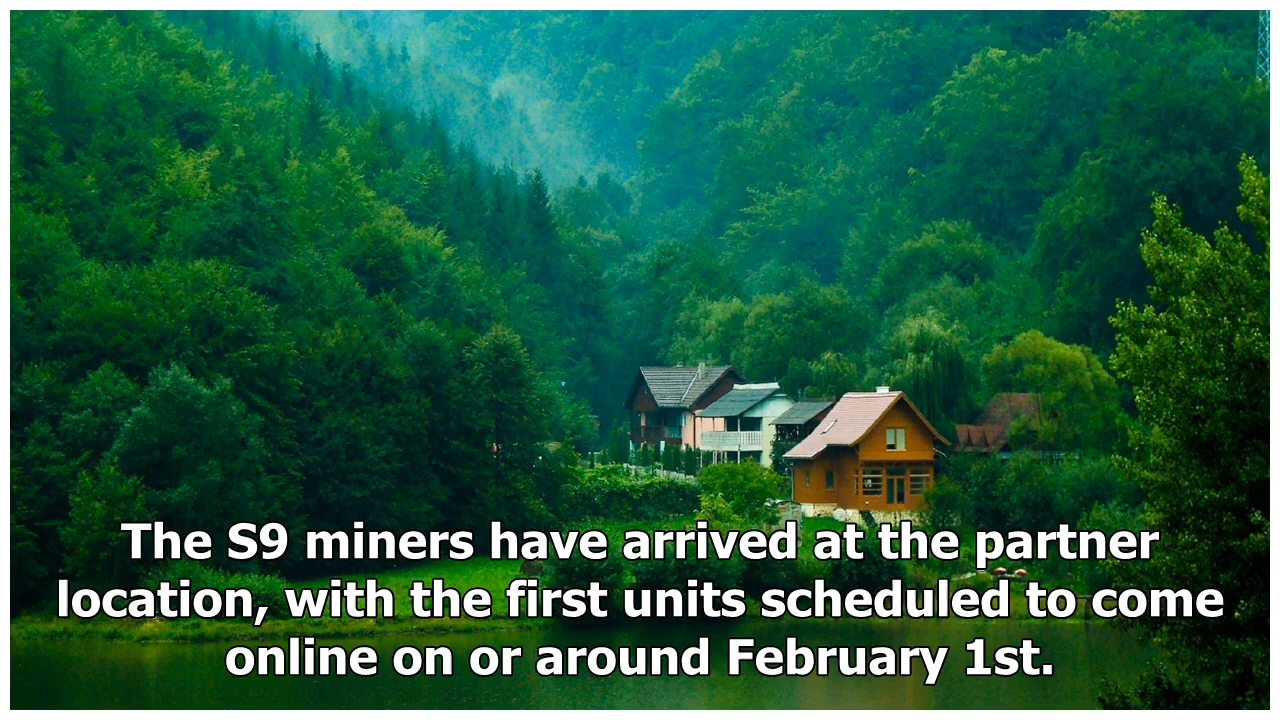 The S9 miners have arrived at the partner
location, with the first units scheduled to come
online on or around February 1st.